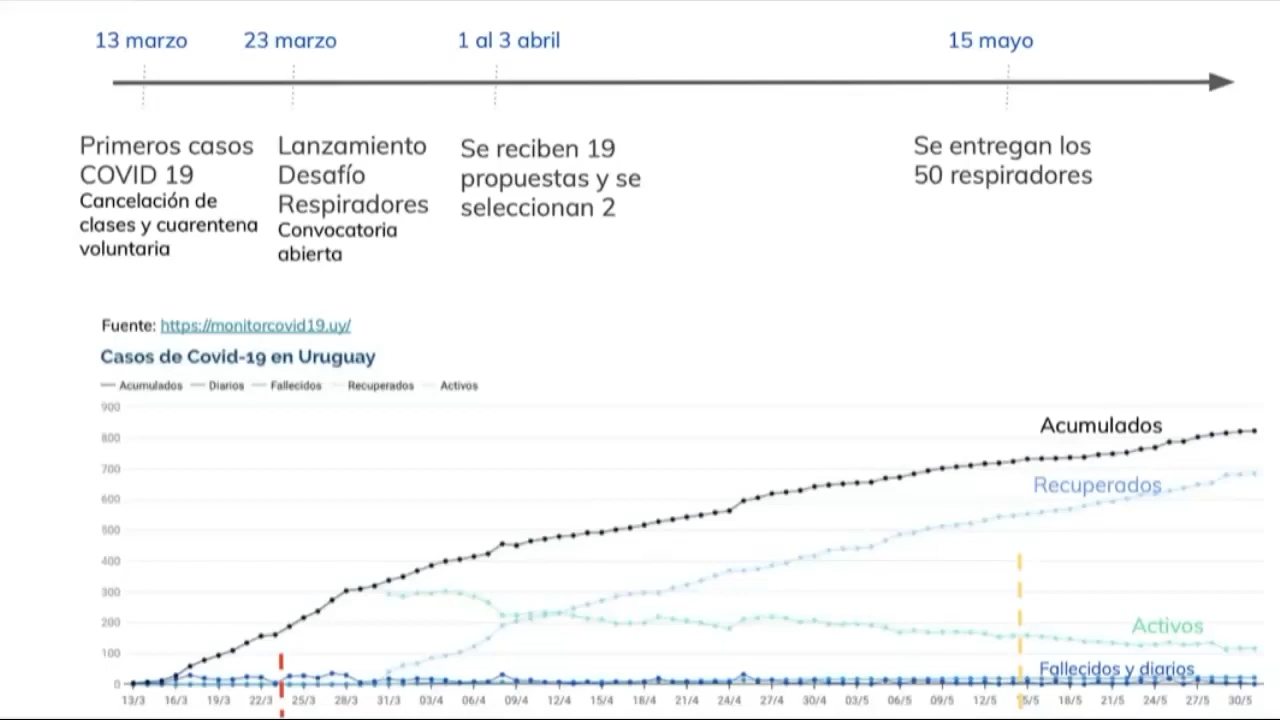 13 marzo
23 marzo
1 al 3 abril
15 mayo
Primeros casos
COVID 19
Cancelación de
clases y cuarentena
voluntaria
Lanzamiento
Desafío
Respiradores
Convocatoria
abierta
Se reciben 19
propuestas y se
seleccionan 2
Se entregan los
50 respiradores
Fuente: https://monitorcovid19.uy/
Casos de Covid-19 en Uruguay
Acumulados Diarios Fallecidos Recuperados Activos
900
800
700
600
500
400
300
200
100
0
Acumulados
Recuperados
Activos
Fallecidos y diarios
13/3 16/3 19/3 22/3 25/3 28/3 31/3 03/4 06/4 09/4 12/4 15/4 18/4 21/4 24/4 27/4 30/4 03/5 06/5 09/5 12/5 15/5 18/5 21/5 24/5 27/5 30/5